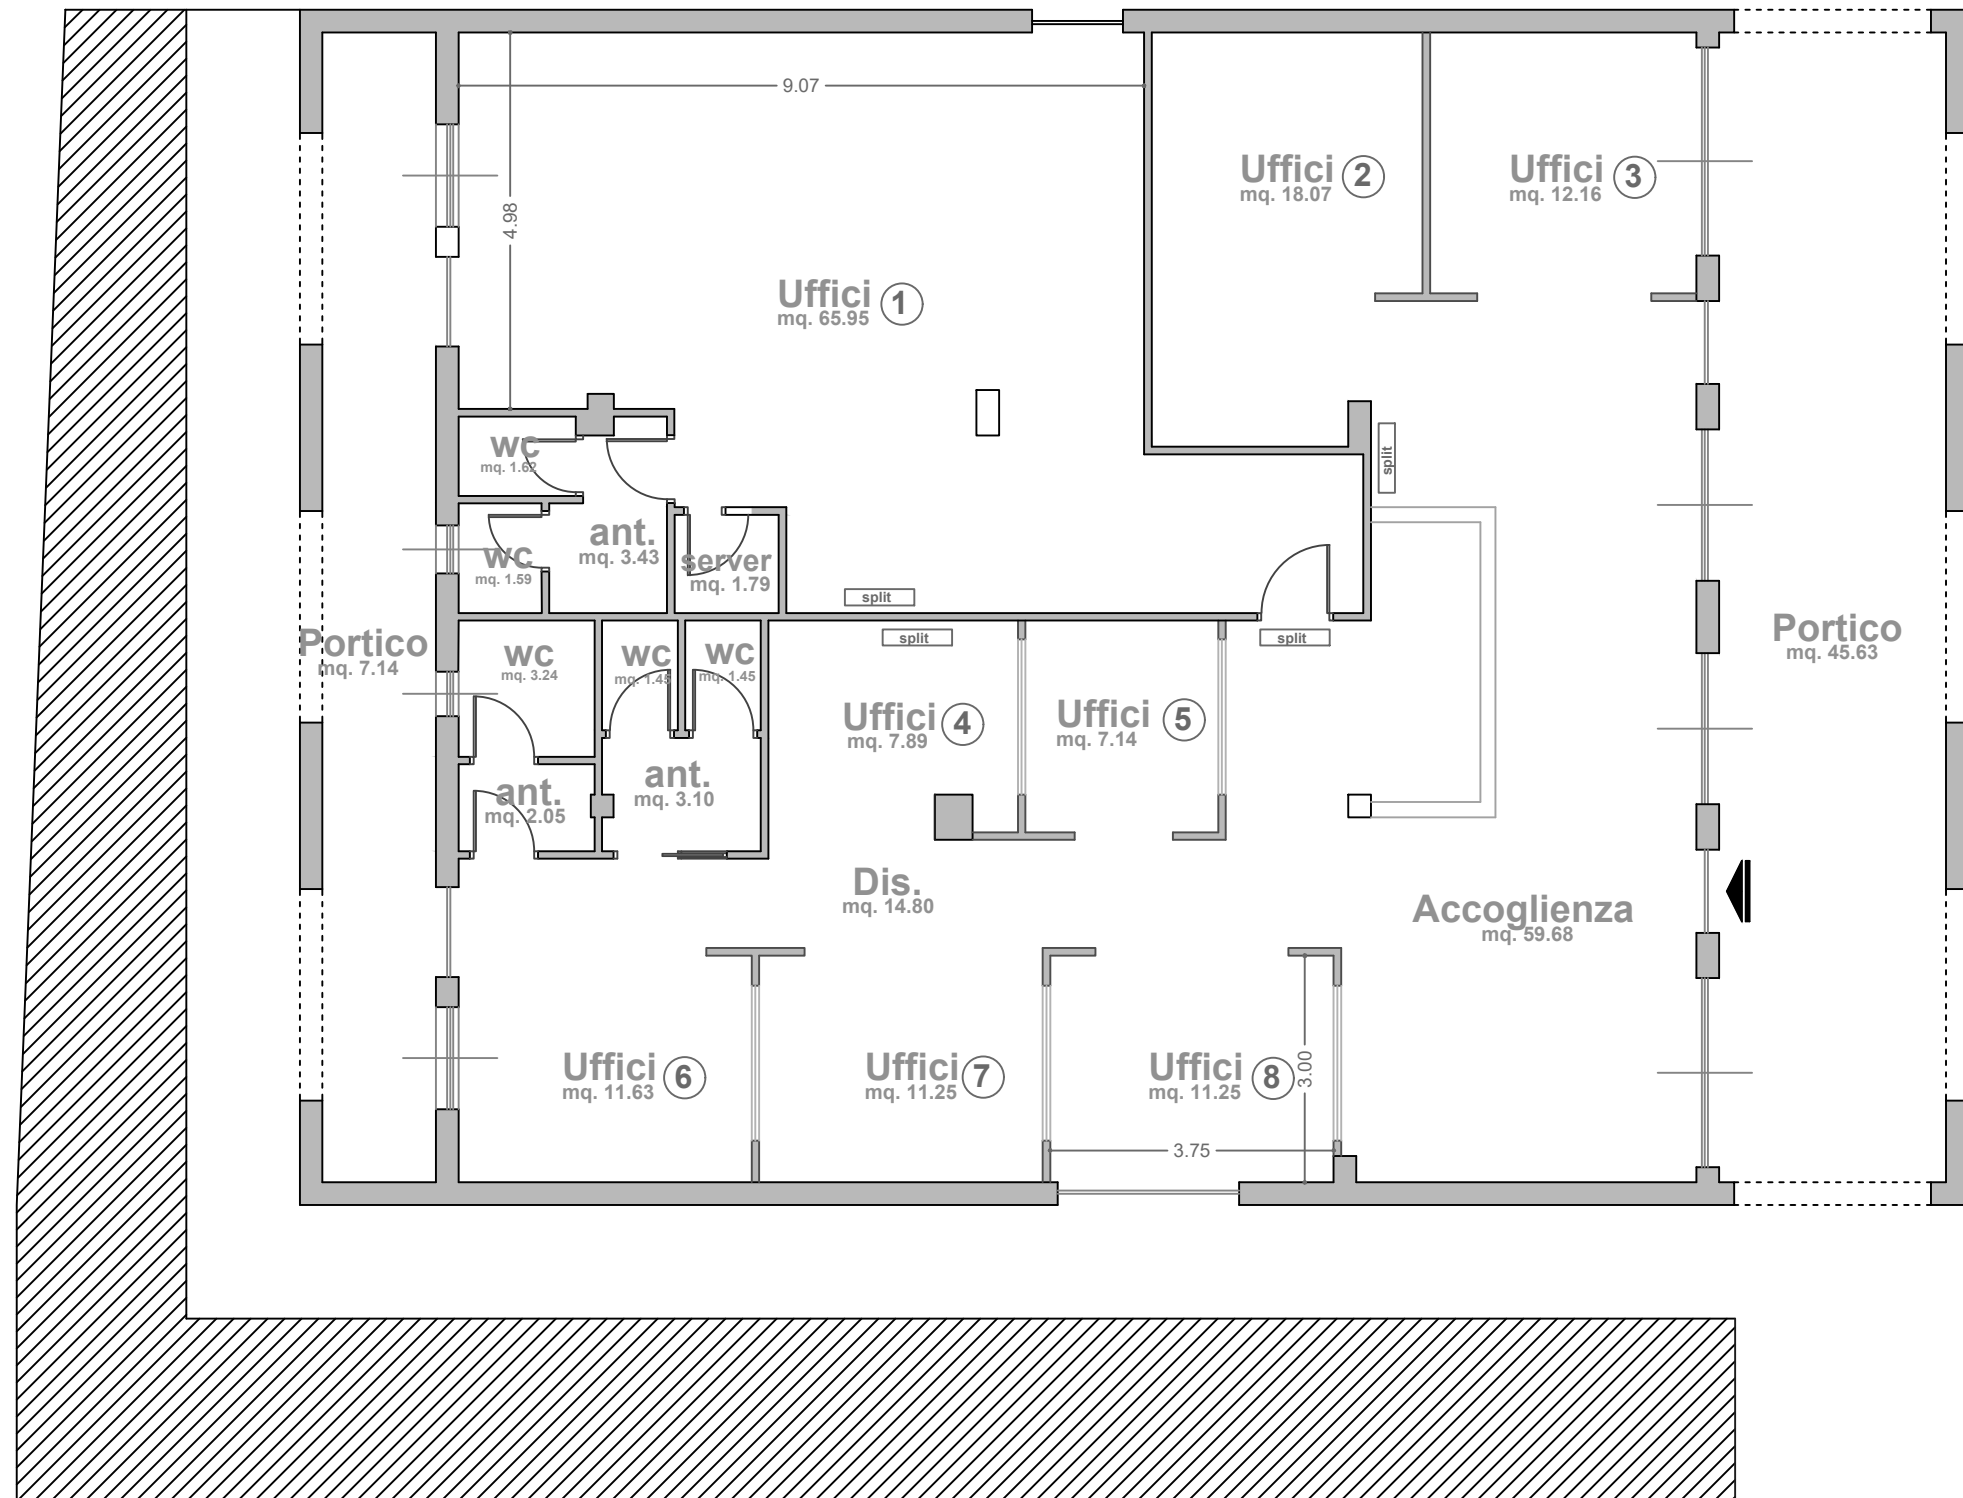 9.07
4.98
Uffici 2
mq. 18.07
Uffici 3
mq. 12.16
Uffici 1
mq. 65.95
wc
mq. 1.62
split
ant.
mq. 3.43
wc
mq. 1.59
server
mq. 1.79
split
Portico
mq. 7.14
wc
mq. 3.24
wc
mq. 1.45
wc
mq. 1.45
split
split
Portico
mq. 45.63
Uffici 4
mq. 7.89
Uffici 5
mq. 7.14
ant.
mq. 2.05
ant.
mq. 3.10
Dis.
mq. 14.80
Accoglienza
mq. 59.68
Uffici 6
mq. 11.63
Uffici 7
mq. 11.25
Uffici 8
mq. 11.25
3.00
3.75